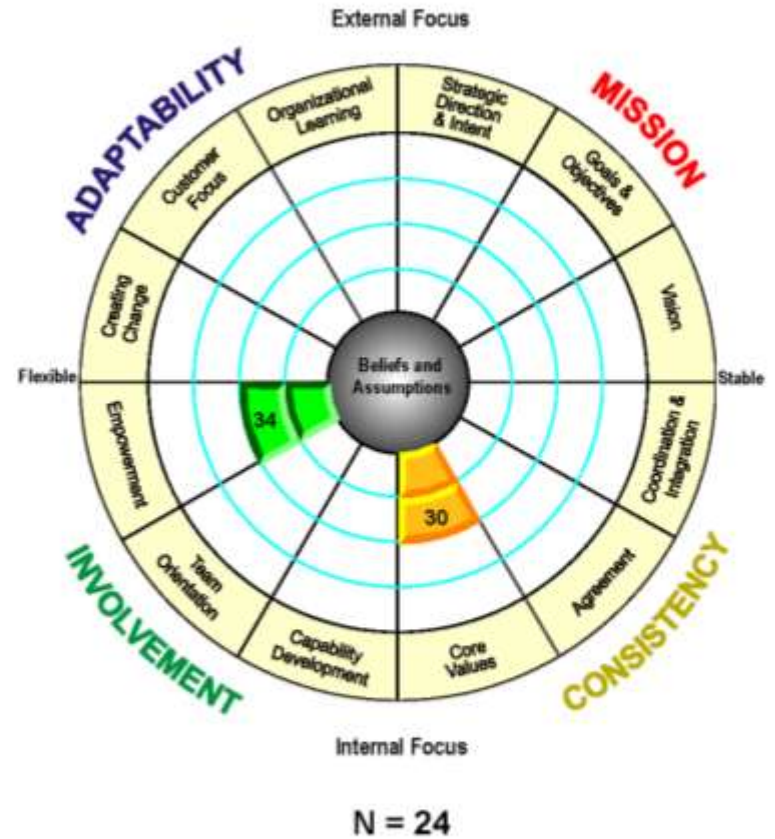 External Focus
ADAPTABILITY
MISSION
Organizational
Learning
Strategic
Direction
& Intent
Customer
Focus
Goals &
Objectives
Creating
Change
Vision
Beliefs and
Assumptions
Flexible
Stable
34
Empowerment
Coordination &
Integration
30
Team
Orientation
Agreement
Capability
Development
Core
Values
INVOLVEMENT
CONSISTENCY
Internal Focus
N = 24